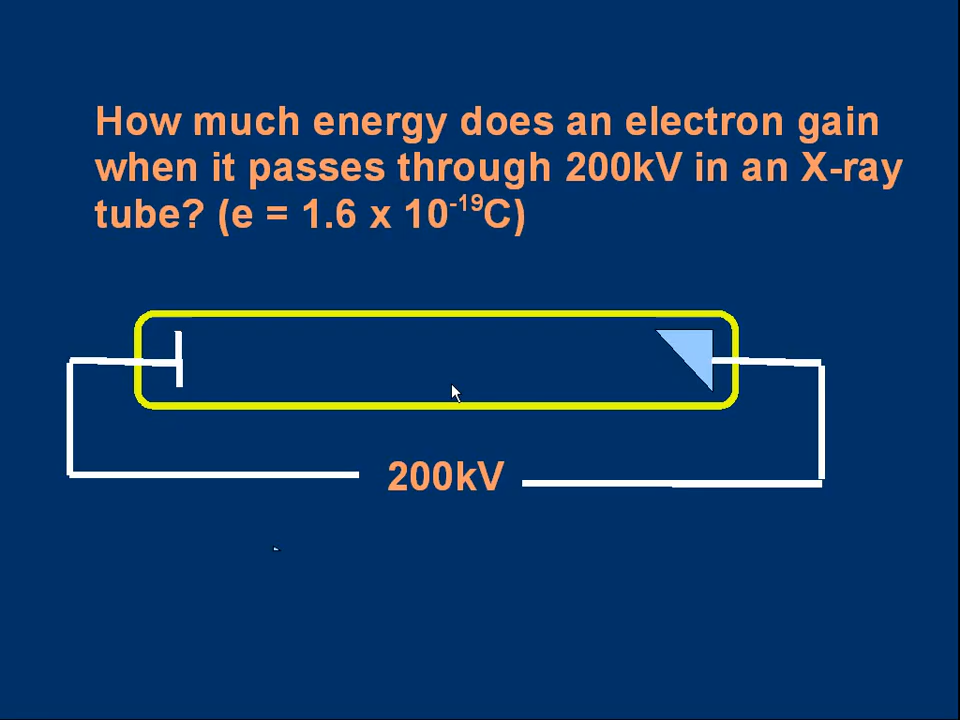 How much energy does an electron gain
when it passes through 200kV in an X-ray
tube? (e = 1.6 x 10⁻¹⁹C)
200kV